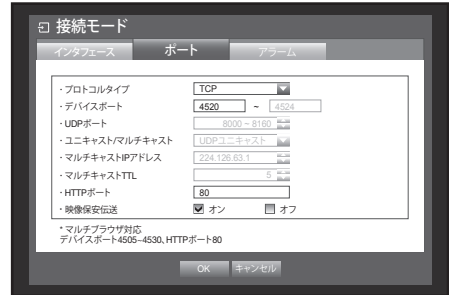 接続モード
インタフェース ポート アラーム
・プロトコルタイプ TCP
・デバイスポート 4520 ~ 4524
・UDPポート 8000 ~ 8160
・ユニキャスト/マルチキャスト UDPユニキャスト
・マルチキャストIPアドレス 224.126.63.1
・マルチキャストTTL 5
・HTTPポート 80
・映像保安伝送 オン オフ
* マルチブラウザ対応
デバイスポート4505~4530、HTTPポート80
OK キャンセル